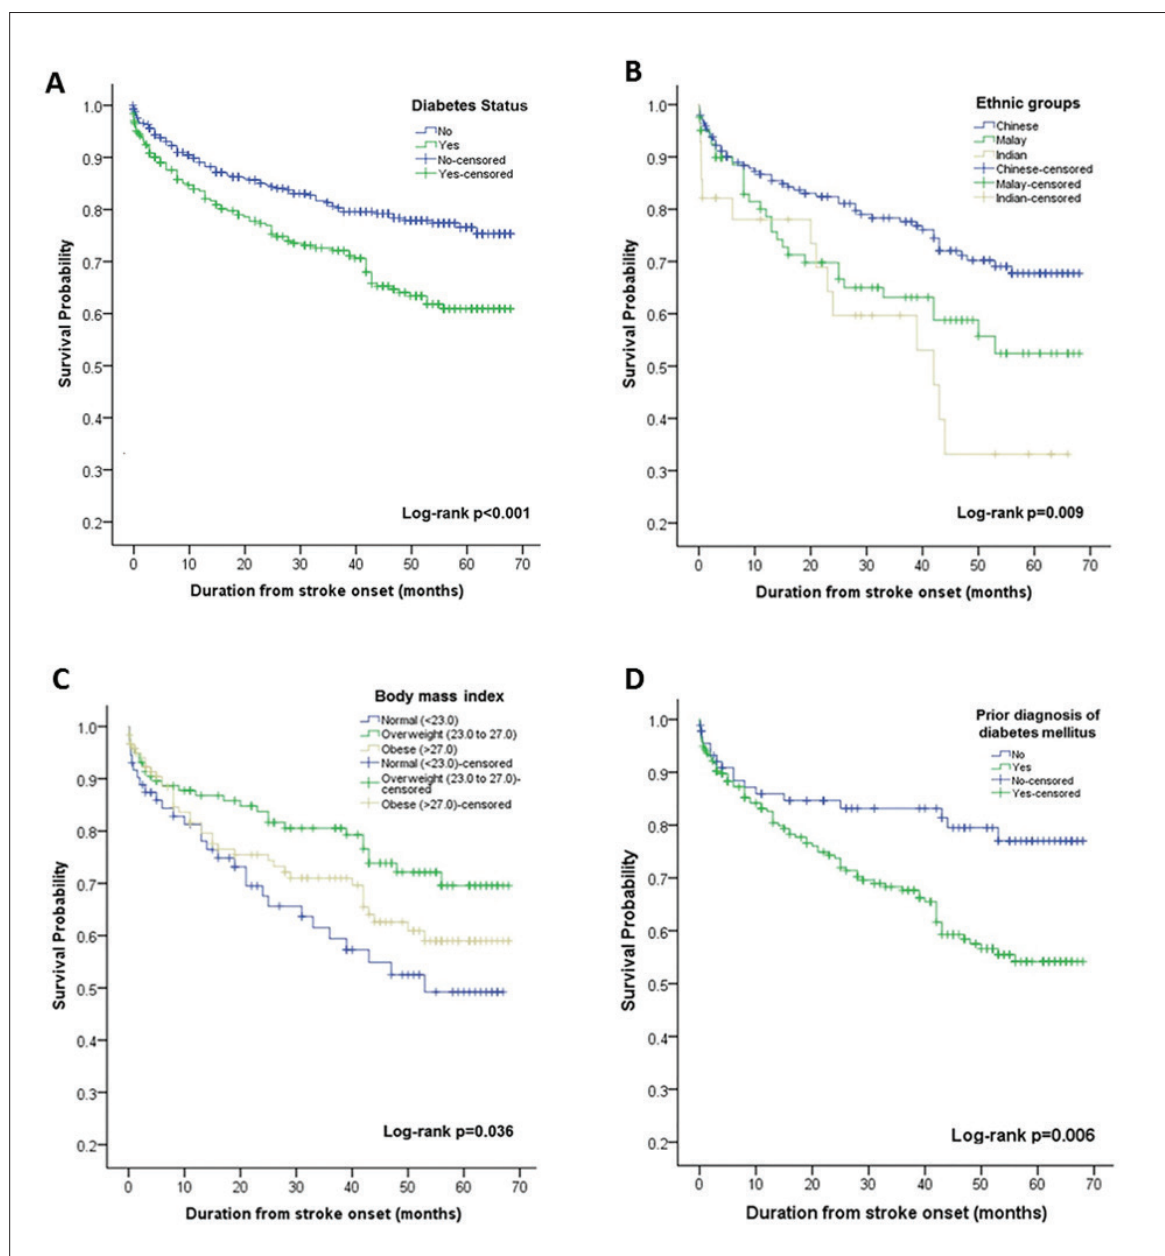 A
Diabetes Status
No
Yes
No-censored
Yes-censored
1.0
0.9
0.8
0.7
0.6
0.5
0.4
0.3
0.2
Survival Probability
Log-rank p<0.001
0 10 20 30 40 50 60 70
Duration from stroke onset (months)
B
Ethnic groups
Chinese
Malay
Indian
Chinese-censored
Malay-censored
Indian-censored
1.0
0.9
0.8
0.7
0.6
0.5
0.4
0.3
0.2
Survival Probability
Log-rank p=0.009
0 10 20 30 40 50 60 70
Duration from stroke onset (months)
C
Body mass index
Normal (<23.0)
Overweight (23.0 to 27.0)
Obese (>27.0)
Normal (<23.0)-censored
Overweight (23.0 to 27.0)-
censored
Obese (>27.0)-censored
1.0
0.9
0.8
0.7
0.6
0.5
0.4
0.3
0.2
Survival Probability
Log-rank p=0.036
0 10 20 30 40 50 60 70
Duration from stroke onset (months)
D
Prior diagnosis of
diabetes mellitus
No
Yes
No-censored
Yes-censored
1.0
0.9
0.8
0.7
0.6
0.5
0.4
0.3
0.2
Survival Probability
Log-rank p=0.006
0 10 20 30 40 50 60 70
Duration from stroke onset (months)